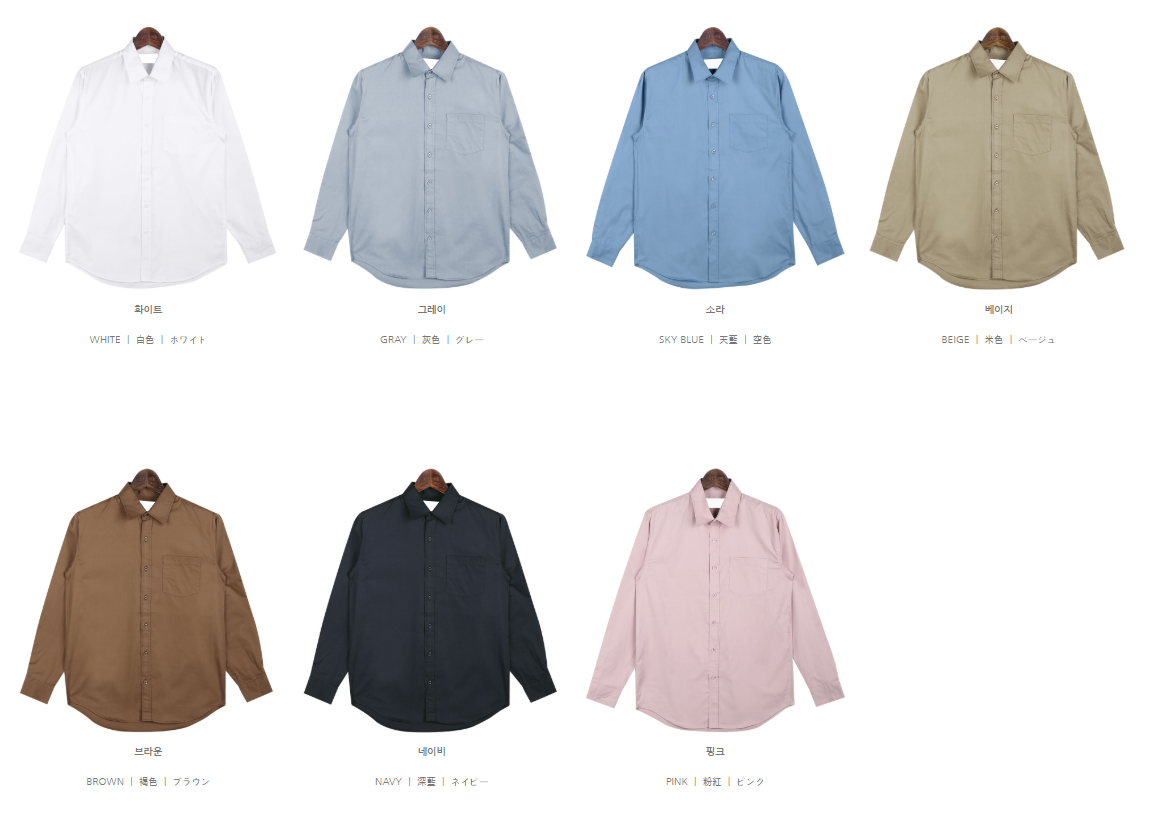 화이트
WHITE | 白色 | ホワイト
그레이
GRAY | 灰色 | グレー
소라
SKY BLUE | 天藍 | 空色
베이지
BEIGE | 米色 | ベージュ
브라운
BROWN | 褐色 | ブラウン
네이비
NAVY | 深藍 | ネイビー
핑크
PINK | 粉紅 | ピンク